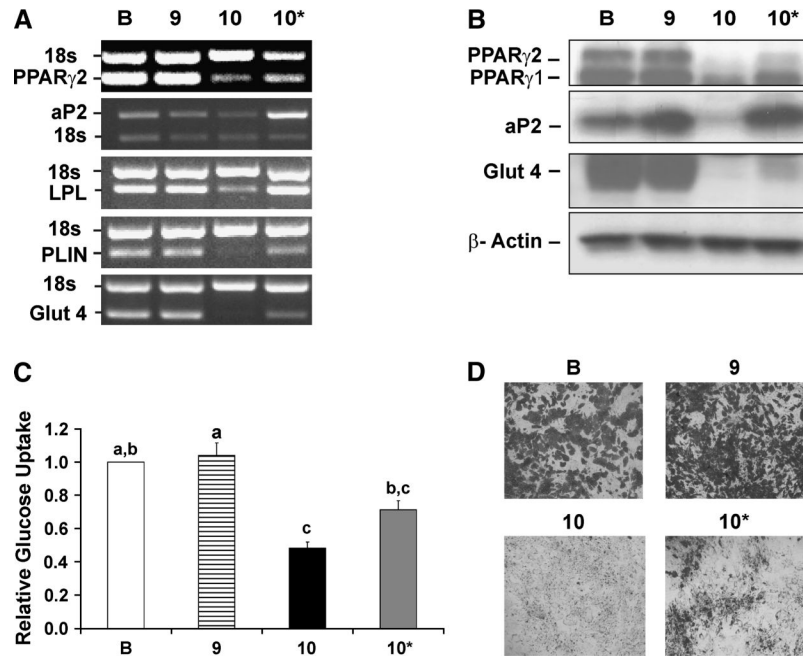 A
B 9 10 10*
18s
PPARγ2
aP2
18s
18s
LPL
18s
PLIN
18s
Glut 4
B
B 9 10 10*
PPARγ2
PPARγ1
aP2
Glut 4
β- Actin
C
Relative Glucose Uptake
1.2
1.0
0.8
0.6
0.4
0.2
0.0
a,b
a
c
b,c
B 9 10 10*
D
B 9
10 10*